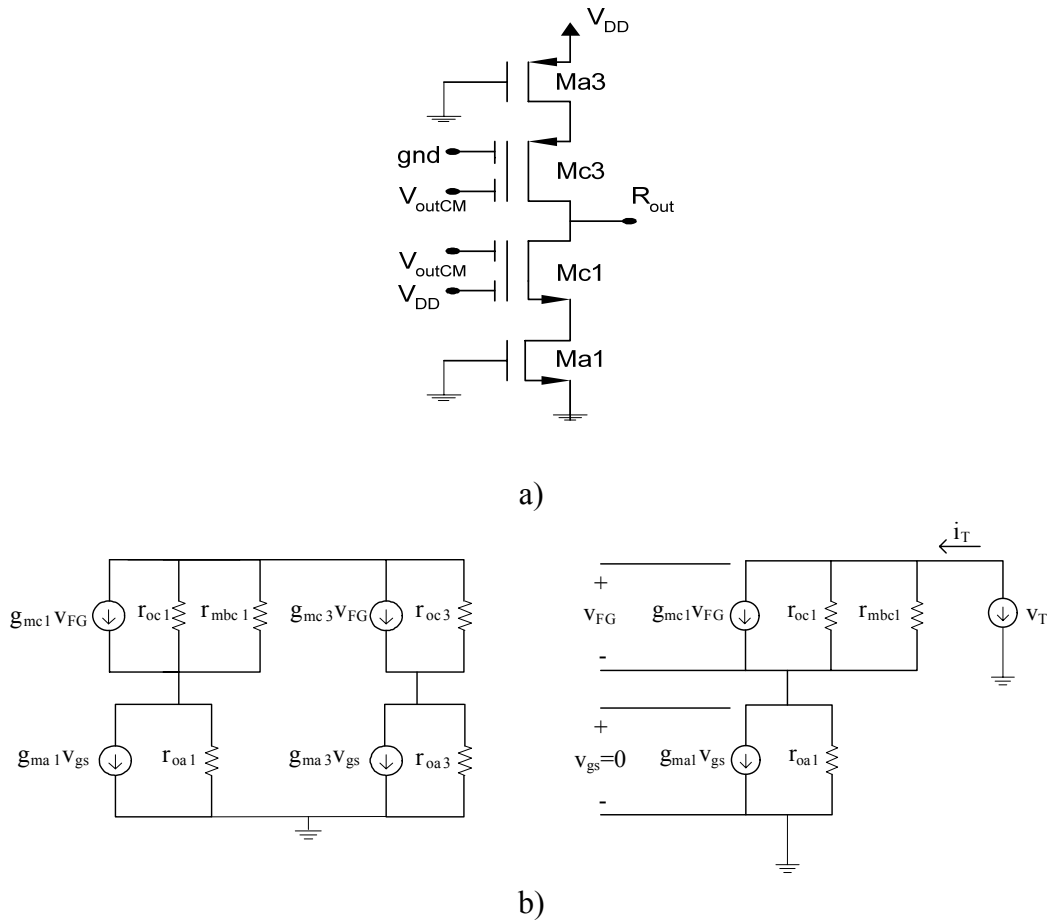 V_DD
Ma3
gnd
Mc3
V_outCM
R_out
V_outCM
Mc1
V_DD
Ma1
a)
g_mc1 v_FG
r_oc1
r_mbc1
g_mc3 v_FG
r_oc3
g_ma1 v_gs
r_oa1
g_ma3 v_gs
r_oa3
i_T
+
v_FG
-
g_mc1 v_FG
r_oc1
r_mbc1
v_T
+
v_gs=0
-
g_ma1 v_gs
r_oa1
b)